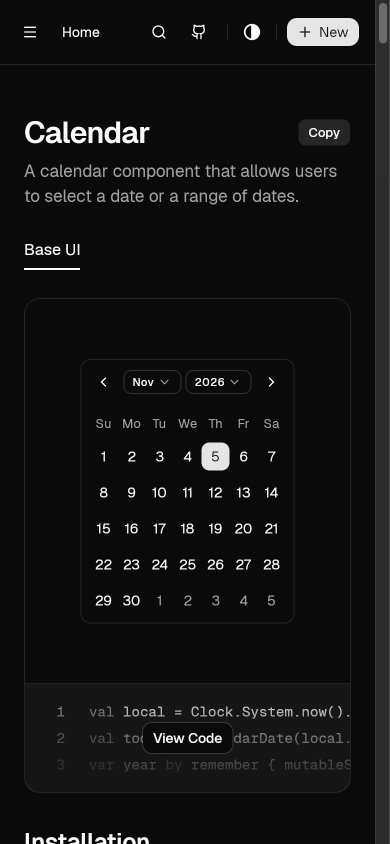 Home
New
Calendar
Copy
A calendar component that allows users
to select a date or a range of dates.
Base UI
Nov 2026
Su Mo Tu We Th Fr Sa
1 2 3 4 5 6 7
8 9 10 11 12 13 14
15 16 17 18 19 20 21
22 23 24 25 26 27 28
29 30 1 2 3 4 5
1 val local = Clock.System.now().
2 val darDate(local.
View Code
3 var year by remember { mutableS
Installation